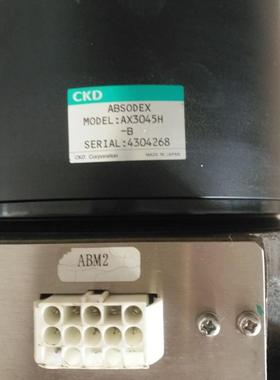 CKD
ABSODEX
MODEL:AX3045H
-B
SERIAL:4304268
CKD Corporation MADE IN JAPAN
ABM2